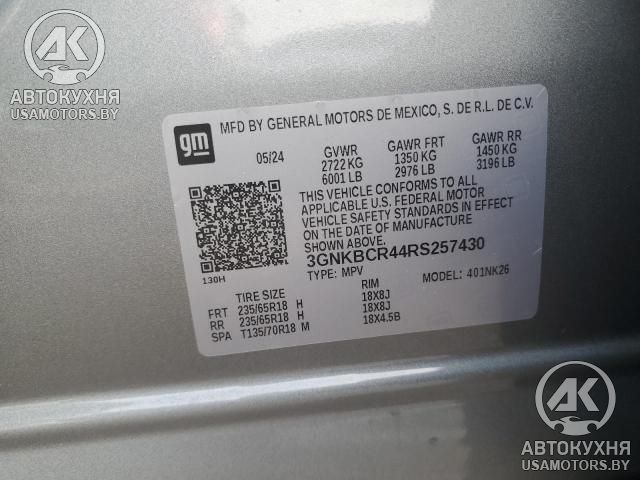 AK
АВТОКУХНЯ
USAMOTORS.BY
gm
MFD BY GENERAL MOTORS DE MEXICO, S. DE R.L. DE C.V.
05/24 GVWR GAWR FRT GAWR RR
2722 KG 1350 KG 1450 KG
6001 LB 2976 LB 3196 LB
THIS VEHICLE CONFORMS TO ALL
APPLICABLE U.S. FEDERAL MOTOR
VEHICLE SAFETY STANDARDS IN EFFECT
ON THE DATE OF MANUFACTURE
SHOWN ABOVE.
3GNKBCR44RS257430
130H TYPE: MPV MODEL: 401NK26
TIRE SIZE RIM
FRT 235/65R18 H 18X8J
RR 235/65R18 H 18X8J
SPA T135/70R18 M 18X4.5B
AK
АВТОКУХНЯ
USAMOTORS.BY